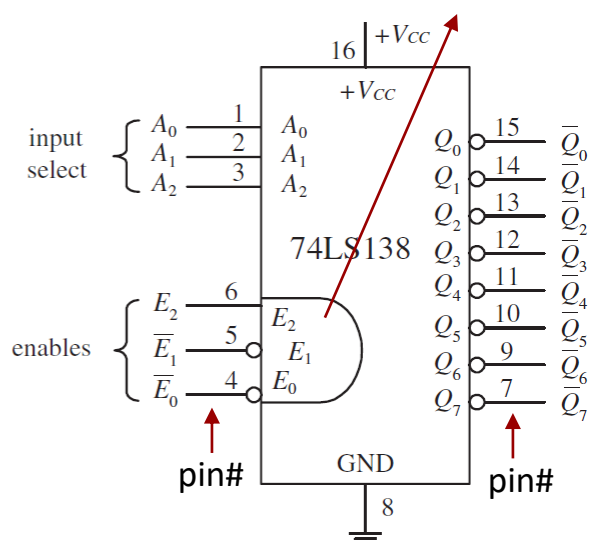 16 +VCC
+VCC
input
select
A0 1 A0
A1 2 A1
A2 3 A2
74LS138
enables
E2 6 E2
E̅1 5 E1
E̅0 4 E0
pin#
Q0 15 Q̅0
Q1 14 Q̅1
Q2 13 Q̅2
Q3 12 Q̅3
Q4 11 Q̅4
Q5 10 Q̅5
Q6 9 Q̅6
Q7 7 Q̅7
pin#
GND
8